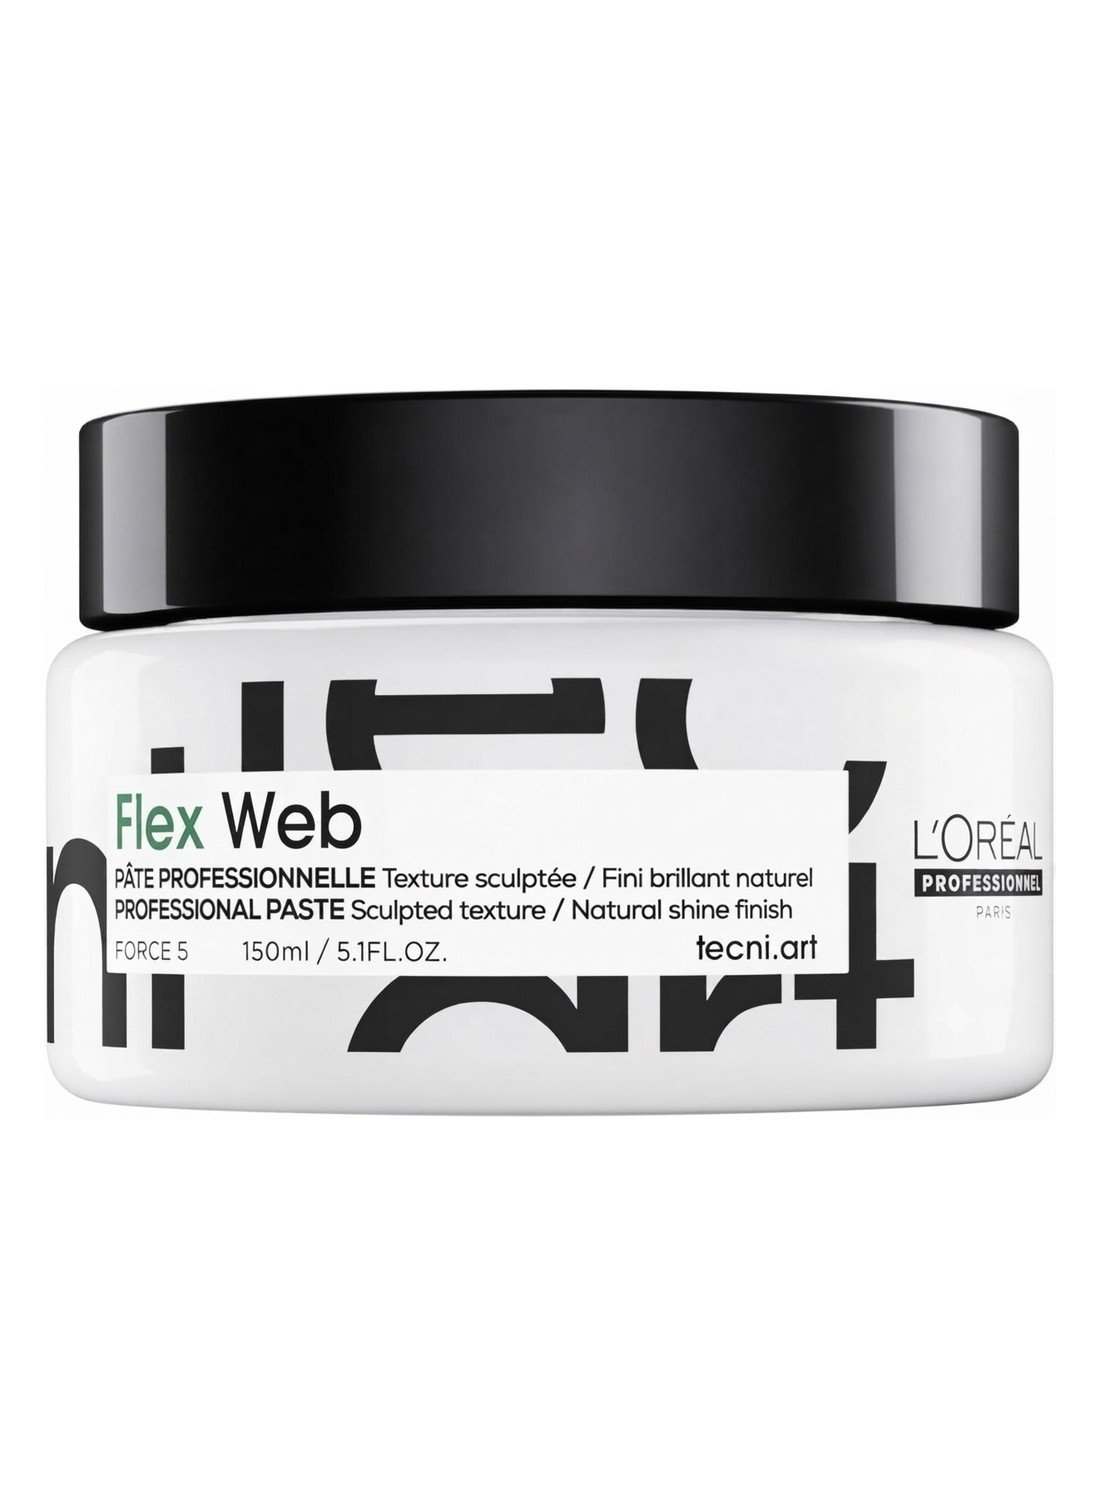 Flex Web
PÂTE PROFESSIONNELLE Texture sculptée / Fini brillant naturel
PROFESSIONAL PASTE Sculpted texture / Natural shine finish
FORCE 5 150ml / 5.1FL.OZ.
tecni.art
L'ORÉAL
PROFESSIONNEL
PARIS